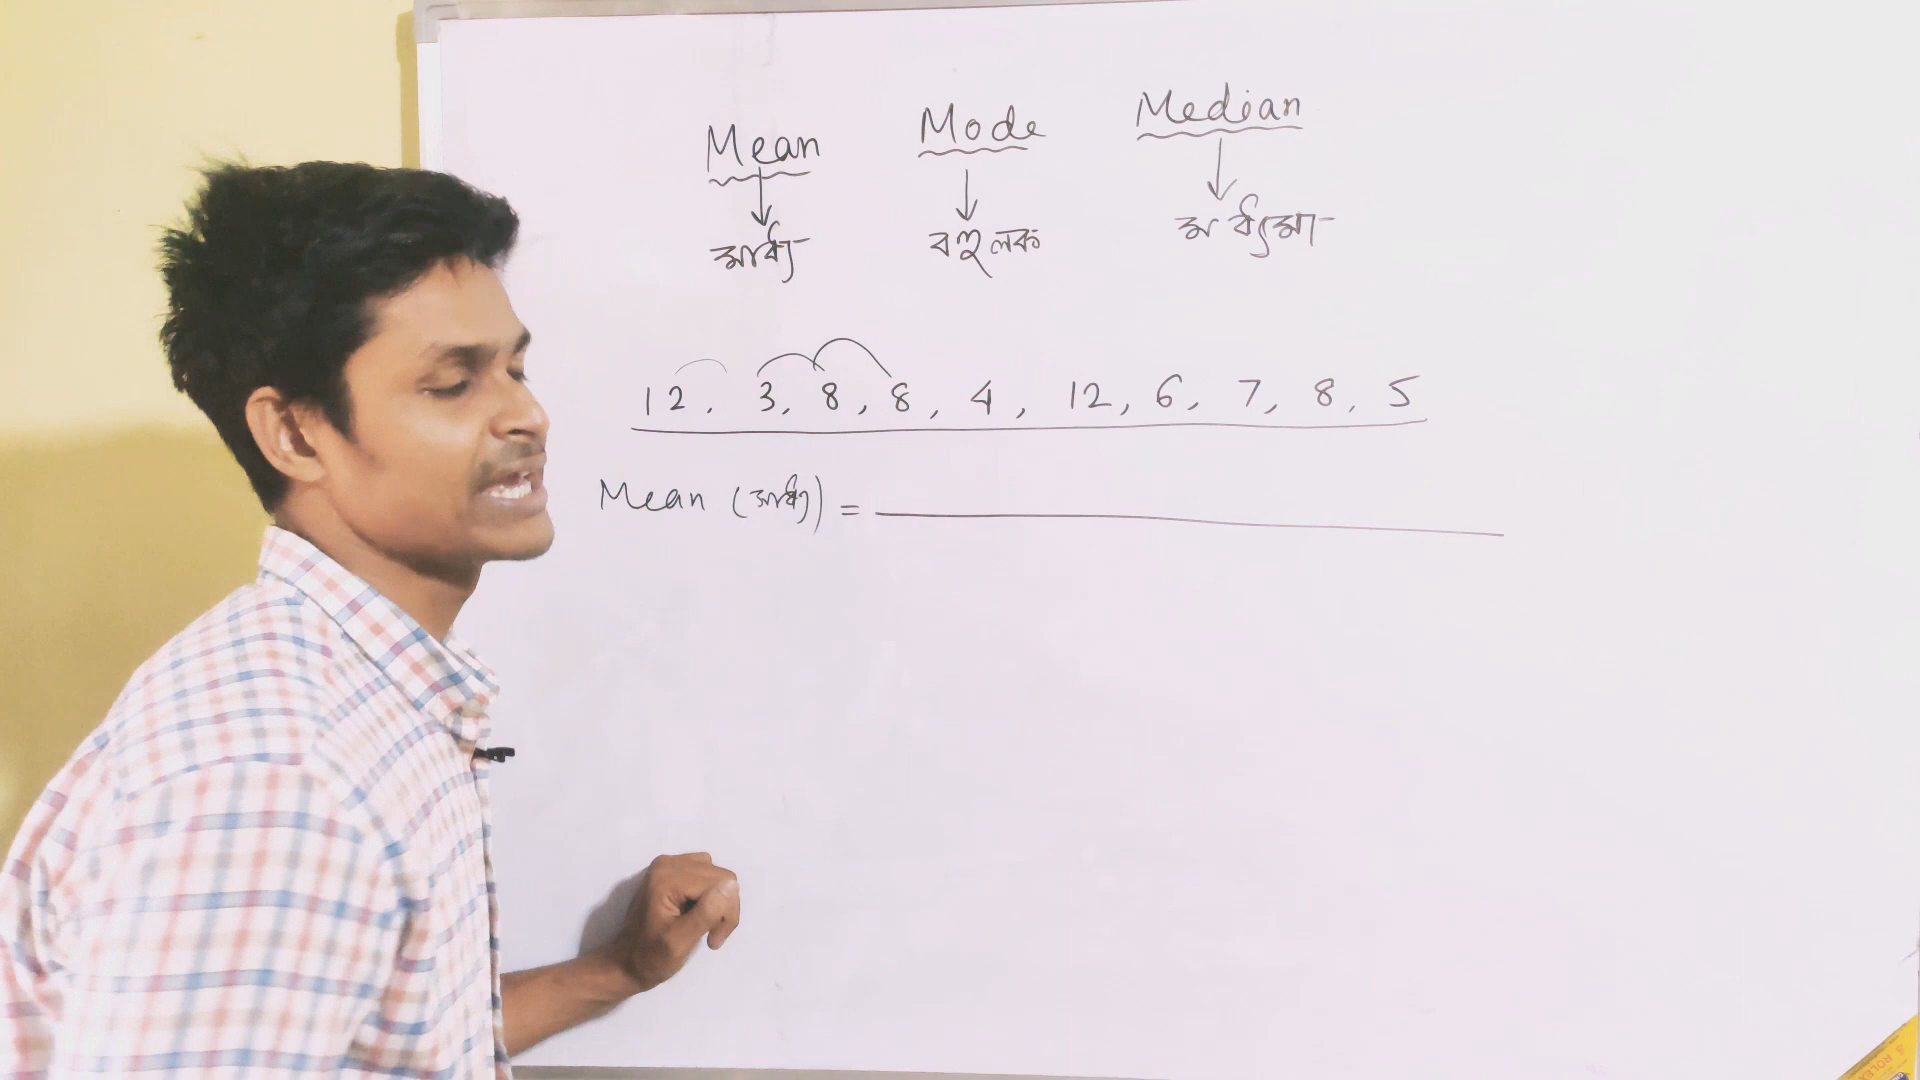 Mean Mode Median
মাধ্য বহুলক মধ্যমা
12, 3, 8, 8, 4, 12, 6, 7, 8, 5
Mean (মাধ্য) =